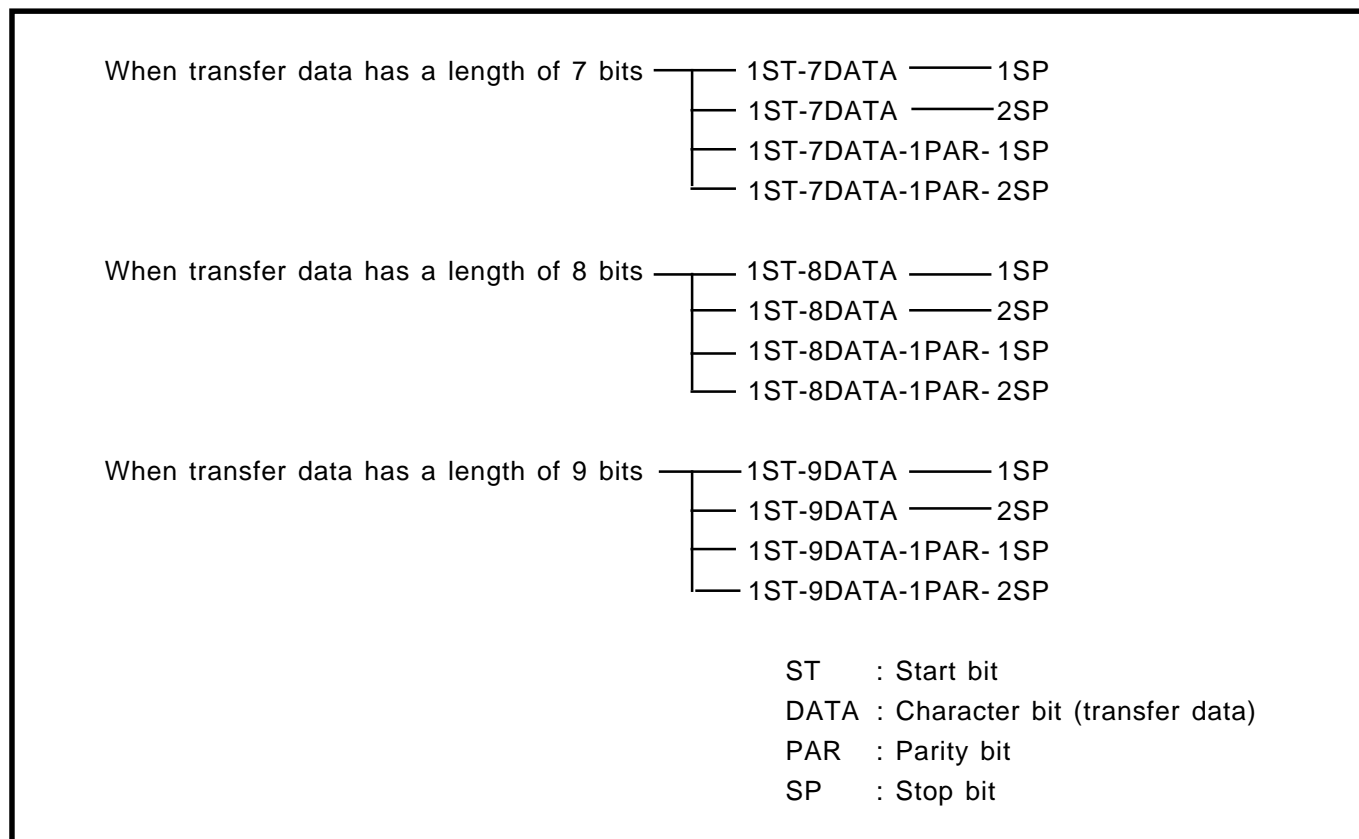 When transfer data has a length of 7 bits 1ST-7DATA 1SP
1ST-7DATA 2SP
1ST-7DATA-1PAR- 1SP
1ST-7DATA-1PAR- 2SP
When transfer data has a length of 8 bits 1ST-8DATA 1SP
1ST-8DATA 2SP
1ST-8DATA-1PAR- 1SP
1ST-8DATA-1PAR- 2SP
When transfer data has a length of 9 bits 1ST-9DATA 1SP
1ST-9DATA 2SP
1ST-9DATA-1PAR- 1SP
1ST-9DATA-1PAR- 2SP
ST : Start bit
DATA : Character bit (transfer data)
PAR : Parity bit
SP : Stop bit